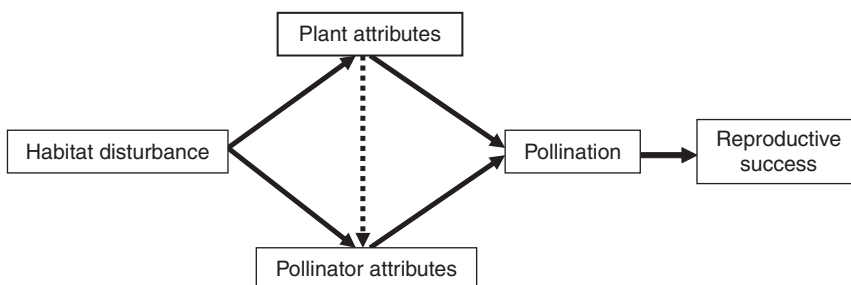 Plant attributes
Habitat disturbance
Pollination
Reproductive
success
Pollinator attributes